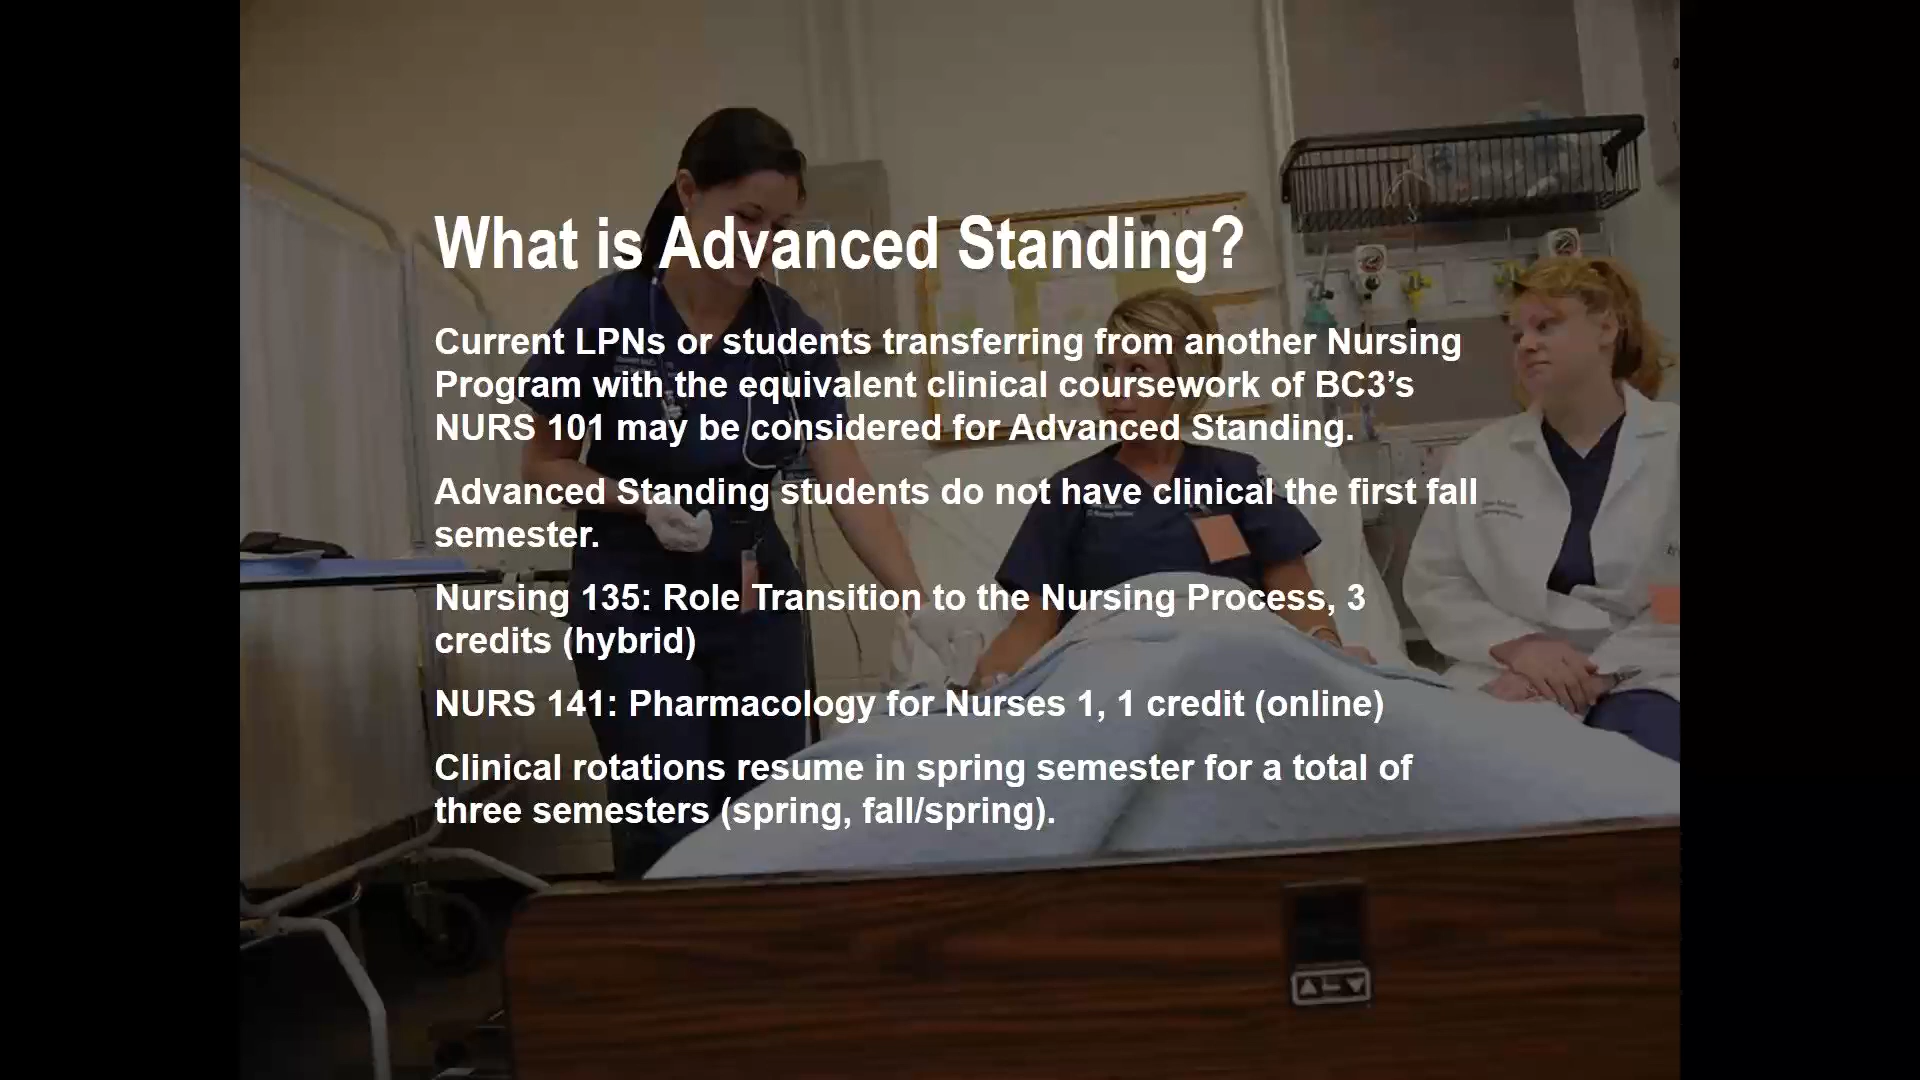 What is Advanced Standing?
Current LPNs or students transferring from another Nursing
Program with the equivalent clinical coursework of BC3’s
NURS 101 may be considered for Advanced Standing.
Advanced Standing students do not have clinical the first fall
semester.
Nursing 135: Role Transition to the Nursing Process, 3
credits (hybrid)
NURS 141: Pharmacology for Nurses 1, 1 credit (online)
Clinical rotations resume in spring semester for a total of
three semesters (spring, fall/spring).